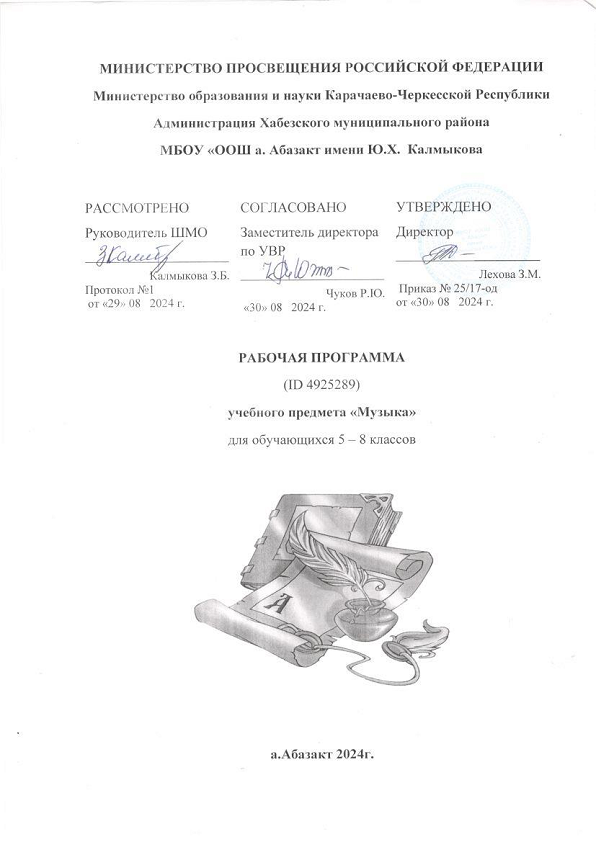 МИНИСТЕРСТВО ПРОСВЕЩЕНИЯ РОССИЙСКОЙ ФЕДЕРАЦИИ
Министерство образования и науки Карачаево-Черкесской Республики
Администрация Хабезского муниципального района
МБОУ «ООШ а. Абазакт имени Ю.Х. Калмыкова
РАССМОТРЕНО
Руководитель ШМО
Калмыкова З.Б.
Протокол №1
от «29» 08 2024 г.
СОГЛАСОВАНО
Заместитель директора
по УВР
Чуков Р.Ю.
«30» 08 2024 г.
УТВЕРЖДЕНО
Директор
Лехова З.М.
Приказ № 25/17-од
от «30» 08 2024 г.
РАБОЧАЯ ПРОГРАММА
(ID 4925289)
учебного предмета «Музыка»
для обучающихся 5 – 8 классов
А
а.Абазакт 2024г.